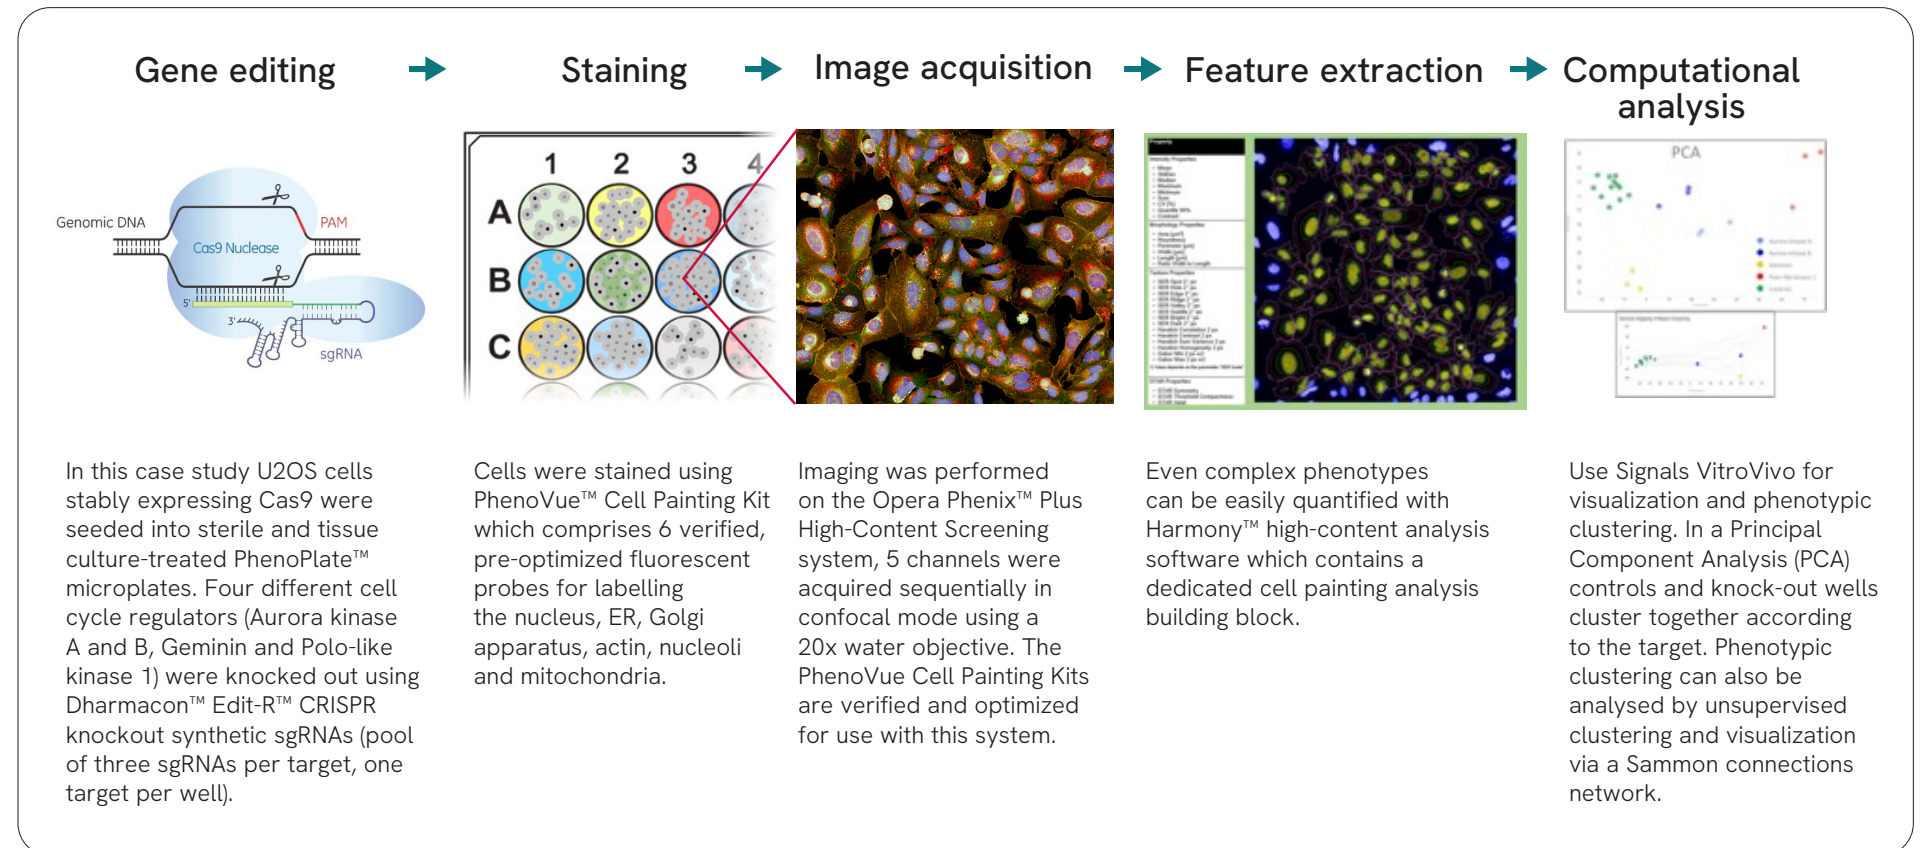 Gene editing
Staining
Image acquisition
Feature extraction
Computational
analysis
Genomic DNA
PAM
Cas9 Nuclease
5'
3'
sgRNA
1 2 3 4
A
B
C
Property
Intensity Properties
Morphology Properties
Texture Properties
STAR Properties
PCA
In this case study U2OS cells
stably expressing Cas9 were
seeded into sterile and tissue
culture-treated PhenoPlate™
microplates. Four different cell
cycle regulators (Aurora kinase
A and B, Geminin and Polo-like
kinase 1) were knocked out using
Dharmacon™ Edit-R™ CRISPR
knockout synthetic sgRNAs (pool
of three sgRNAs per target, one
target per well).
Cells were stained using
PhenoVue™ Cell Painting Kit
which comprises 6 verified,
pre-optimized fluorescent
probes for labelling
the nucleus, ER, Golgi
apparatus, actin, nucleoli
and mitochondria.
Imaging was performed
on the Opera Phenix™ Plus
High-Content Screening
system, 5 channels were
acquired sequentially in
confocal mode using a
20x water objective. The
PhenoVue Cell Painting Kits
are verified and optimized
for use with this system.
Even complex phenotypes
can be easily quantified with
Harmony™ high-content analysis
software which contains a
dedicated cell painting analysis
building block.
Use Signals VitroVivo for
visualization and phenotypic
clustering. In a Principal
Component Analysis (PCA)
controls and knock-out wells
cluster together according
to the target. Phenotypic
clustering can also be
analysed by unsupervised
clustering and visualization
via a Sammon connections
network.